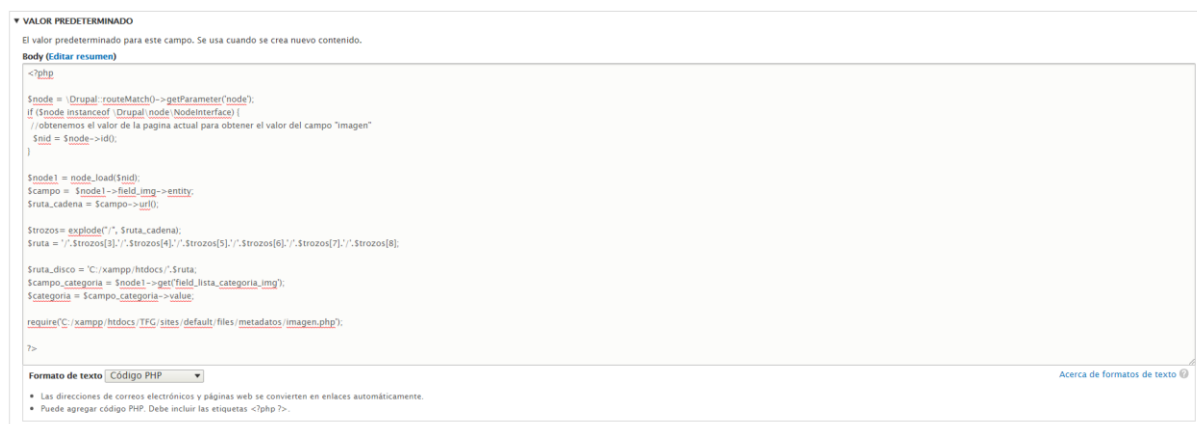 ▼ VALOR PREDETERMINADO
El valor predeterminado para este campo. Se usa cuando se crea nuevo contenido.
Body (Editar resumen)
<?php
$node = \Drupal::routeMatch()->getParameter('node');
if ($node instanceof \Drupal\node\NodeInterface) {
//obtenemos el valor de la pagina actual para obtener el valor del campo "imagen"
$nid = $node->id();
}
$node1 = node_load($nid);
$campo = $node1->field_img->entity;
$ruta_cadena = $campo->url();
$trozos= explode("/", $ruta_cadena);
$ruta = '/'.$trozos[3].'/'.$trozos[4].'/'.$trozos[5].'/'.$trozos[6].'/'.$trozos[7].'/'.$trozos[8];
$ruta_disco = 'C:/xampp/htdocs/'.$ruta;
$campo_categoria = $node1->get('field_lista_categoria_img');
$categoria = $campo_categoria->value;
require('C:/xampp/htdocs/TFG/sites/default/files/metadatos/imagen.php');
?>
Formato de texto Código PHP ▼ Acerca de formatos de texto ?
• Las direcciones de correos electrónicos y páginas web se convierten en enlaces automáticamente.
• Puede agregar código PHP. Debe incluir las etiquetas <?php ?>.